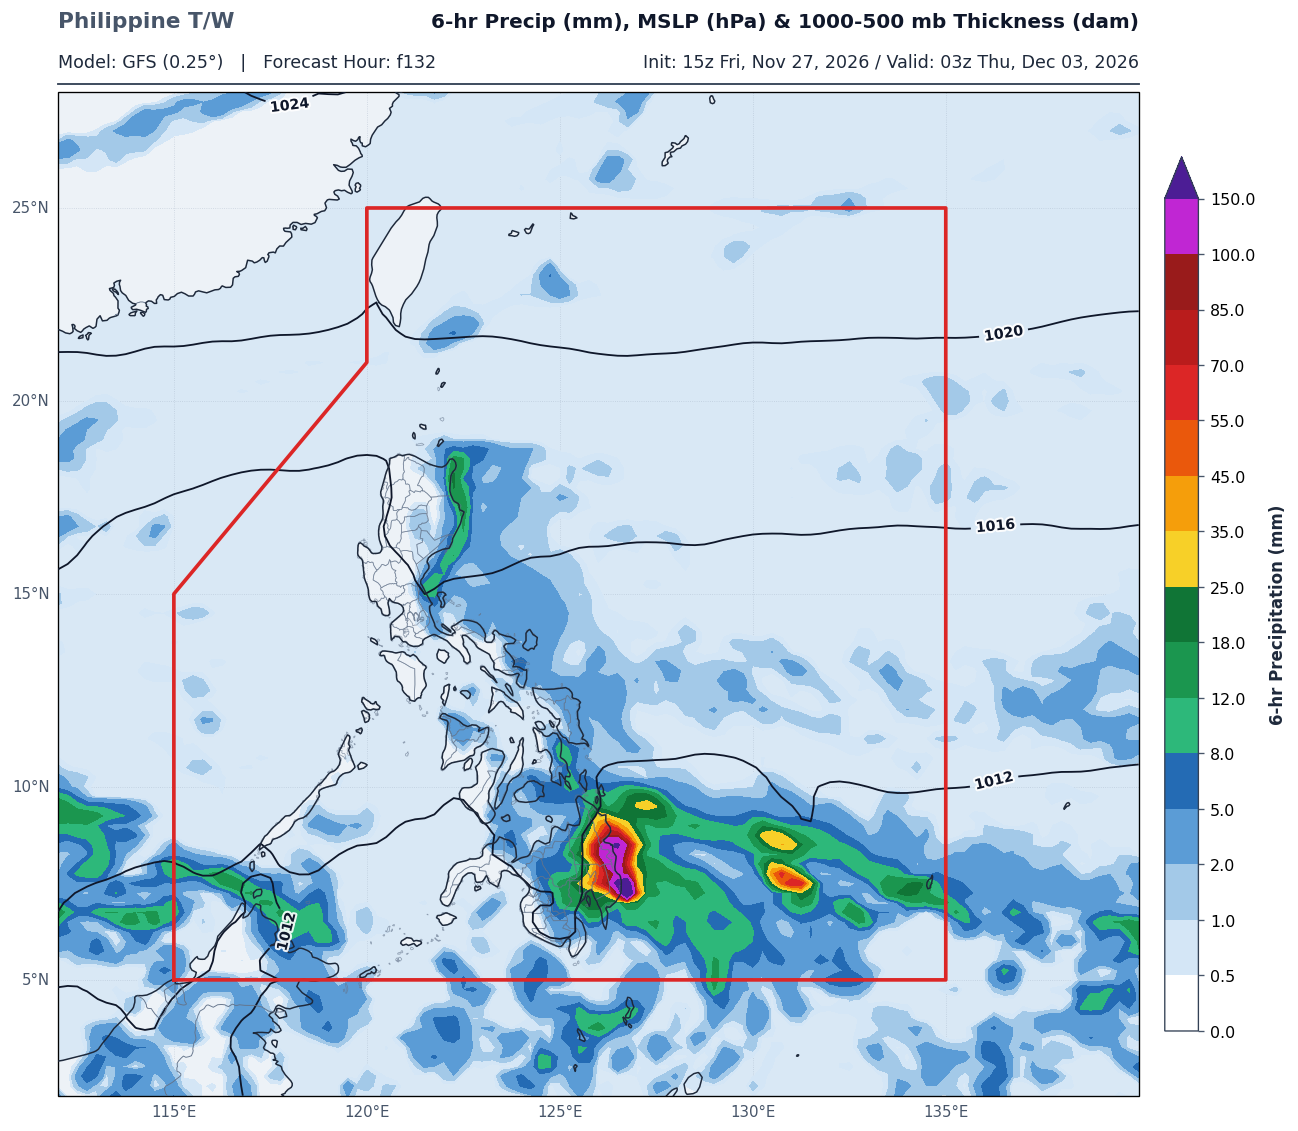 Philippine T/W
6-hr Precip (mm), MSLP (hPa) & 1000-500 mb Thickness (dam)
Model: GFS (0.25°)   |   Forecast Hour: f132
Init: 15z Fri, Nov 27, 2026 / Valid: 03z Thu, Dec 03, 2026
1024
1020
1016
1012
1012
25°N
20°N
15°N
10°N
5°N
115°E
120°E
125°E
130°E
135°E
150.0
100.0
85.0
70.0
55.0
45.0
35.0
25.0
18.0
12.0
8.0
5.0
2.0
1.0
0.5
0.0
6-hr Precipitation (mm)